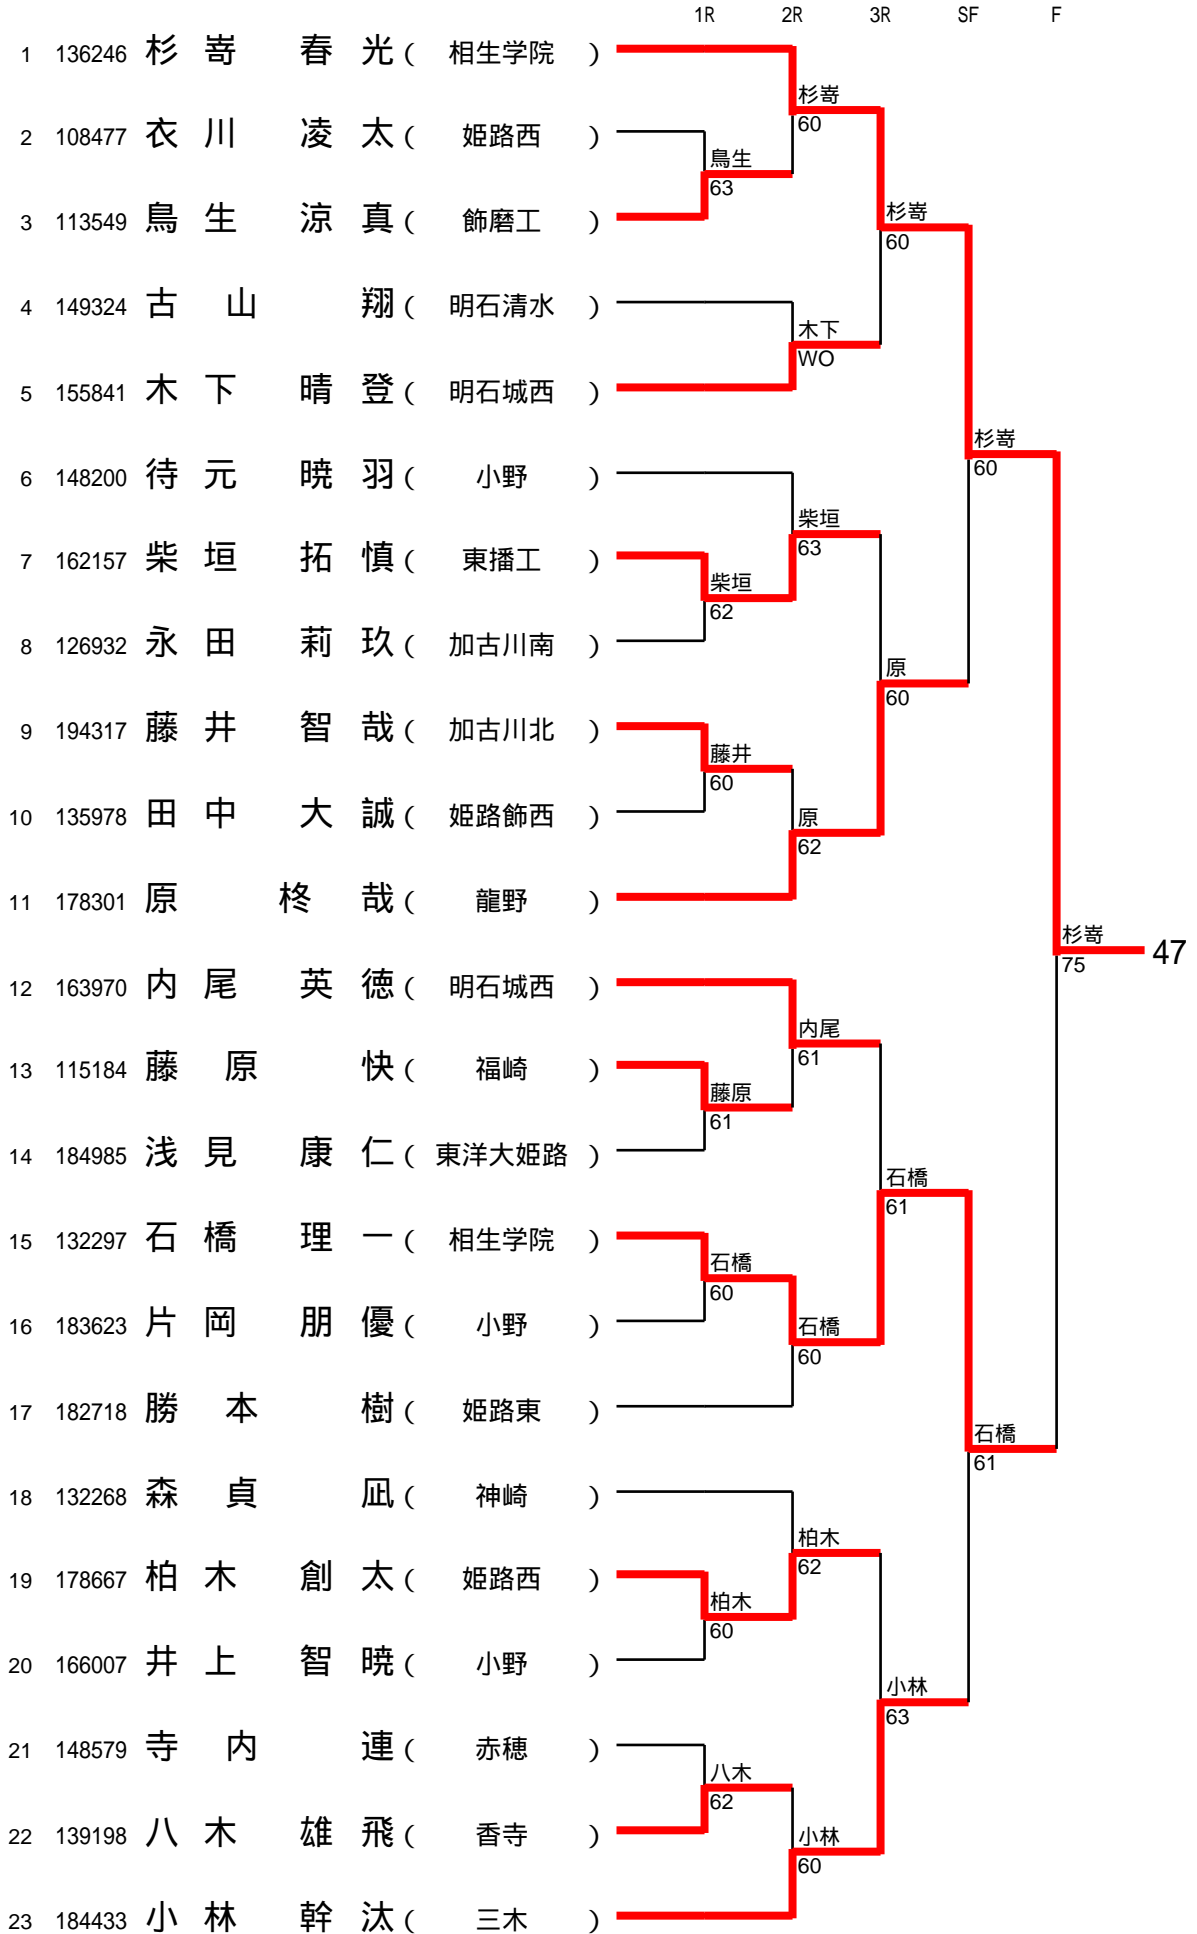 1R 2R 3R SF F
1 136246 杉嵜 春光 ( 相生学院 )
杉嵜
60
2 108477 衣川 凌太 ( 姫路西 )
鳥生
63
3 113549 鳥生 涼真 ( 飾磨工 )
杉嵜
60
4 149324 古山 翔 ( 明石清水 )
木下
WO
5 155841 木下 晴登 ( 明石城西 )
杉嵜
60
6 148200 待元 暁羽 ( 小野 )
柴垣
63
7 162157 柴垣 拓慎 ( 東播工 )
柴垣
62
8 126932 永田 莉玖 ( 加古川南 )
原
60
9 194317 藤井 智哉 ( 加古川北 )
藤井
60
10 135978 田中 大誠 ( 姫路飾西 )
原
62
11 178301 原 柊哉 ( 龍野 )
杉嵜
75
47
12 163970 内尾 英徳 ( 明石城西 )
内尾
61
13 115184 藤原 快 ( 福崎 )
藤原
61
14 184985 浅見 康仁 ( 東洋大姫路 )
石橋
61
15 132297 石橋 理一 ( 相生学院 )
石橋
60
16 183623 片岡 朋優 ( 小野 )
石橋
60
17 182718 勝本 樹 ( 姫路東 )
石橋
61
18 132268 森貞 凪 ( 神崎 )
柏木
62
19 178667 柏木 創太 ( 姫路西 )
柏木
60
20 166007 井上 智暁 ( 小野 )
小林
63
21 148579 寺内 連 ( 赤穂 )
八木
62
22 139198 八木 雄飛 ( 香寺 )
小林
60
23 184433 小林 幹汰 ( 三木 )